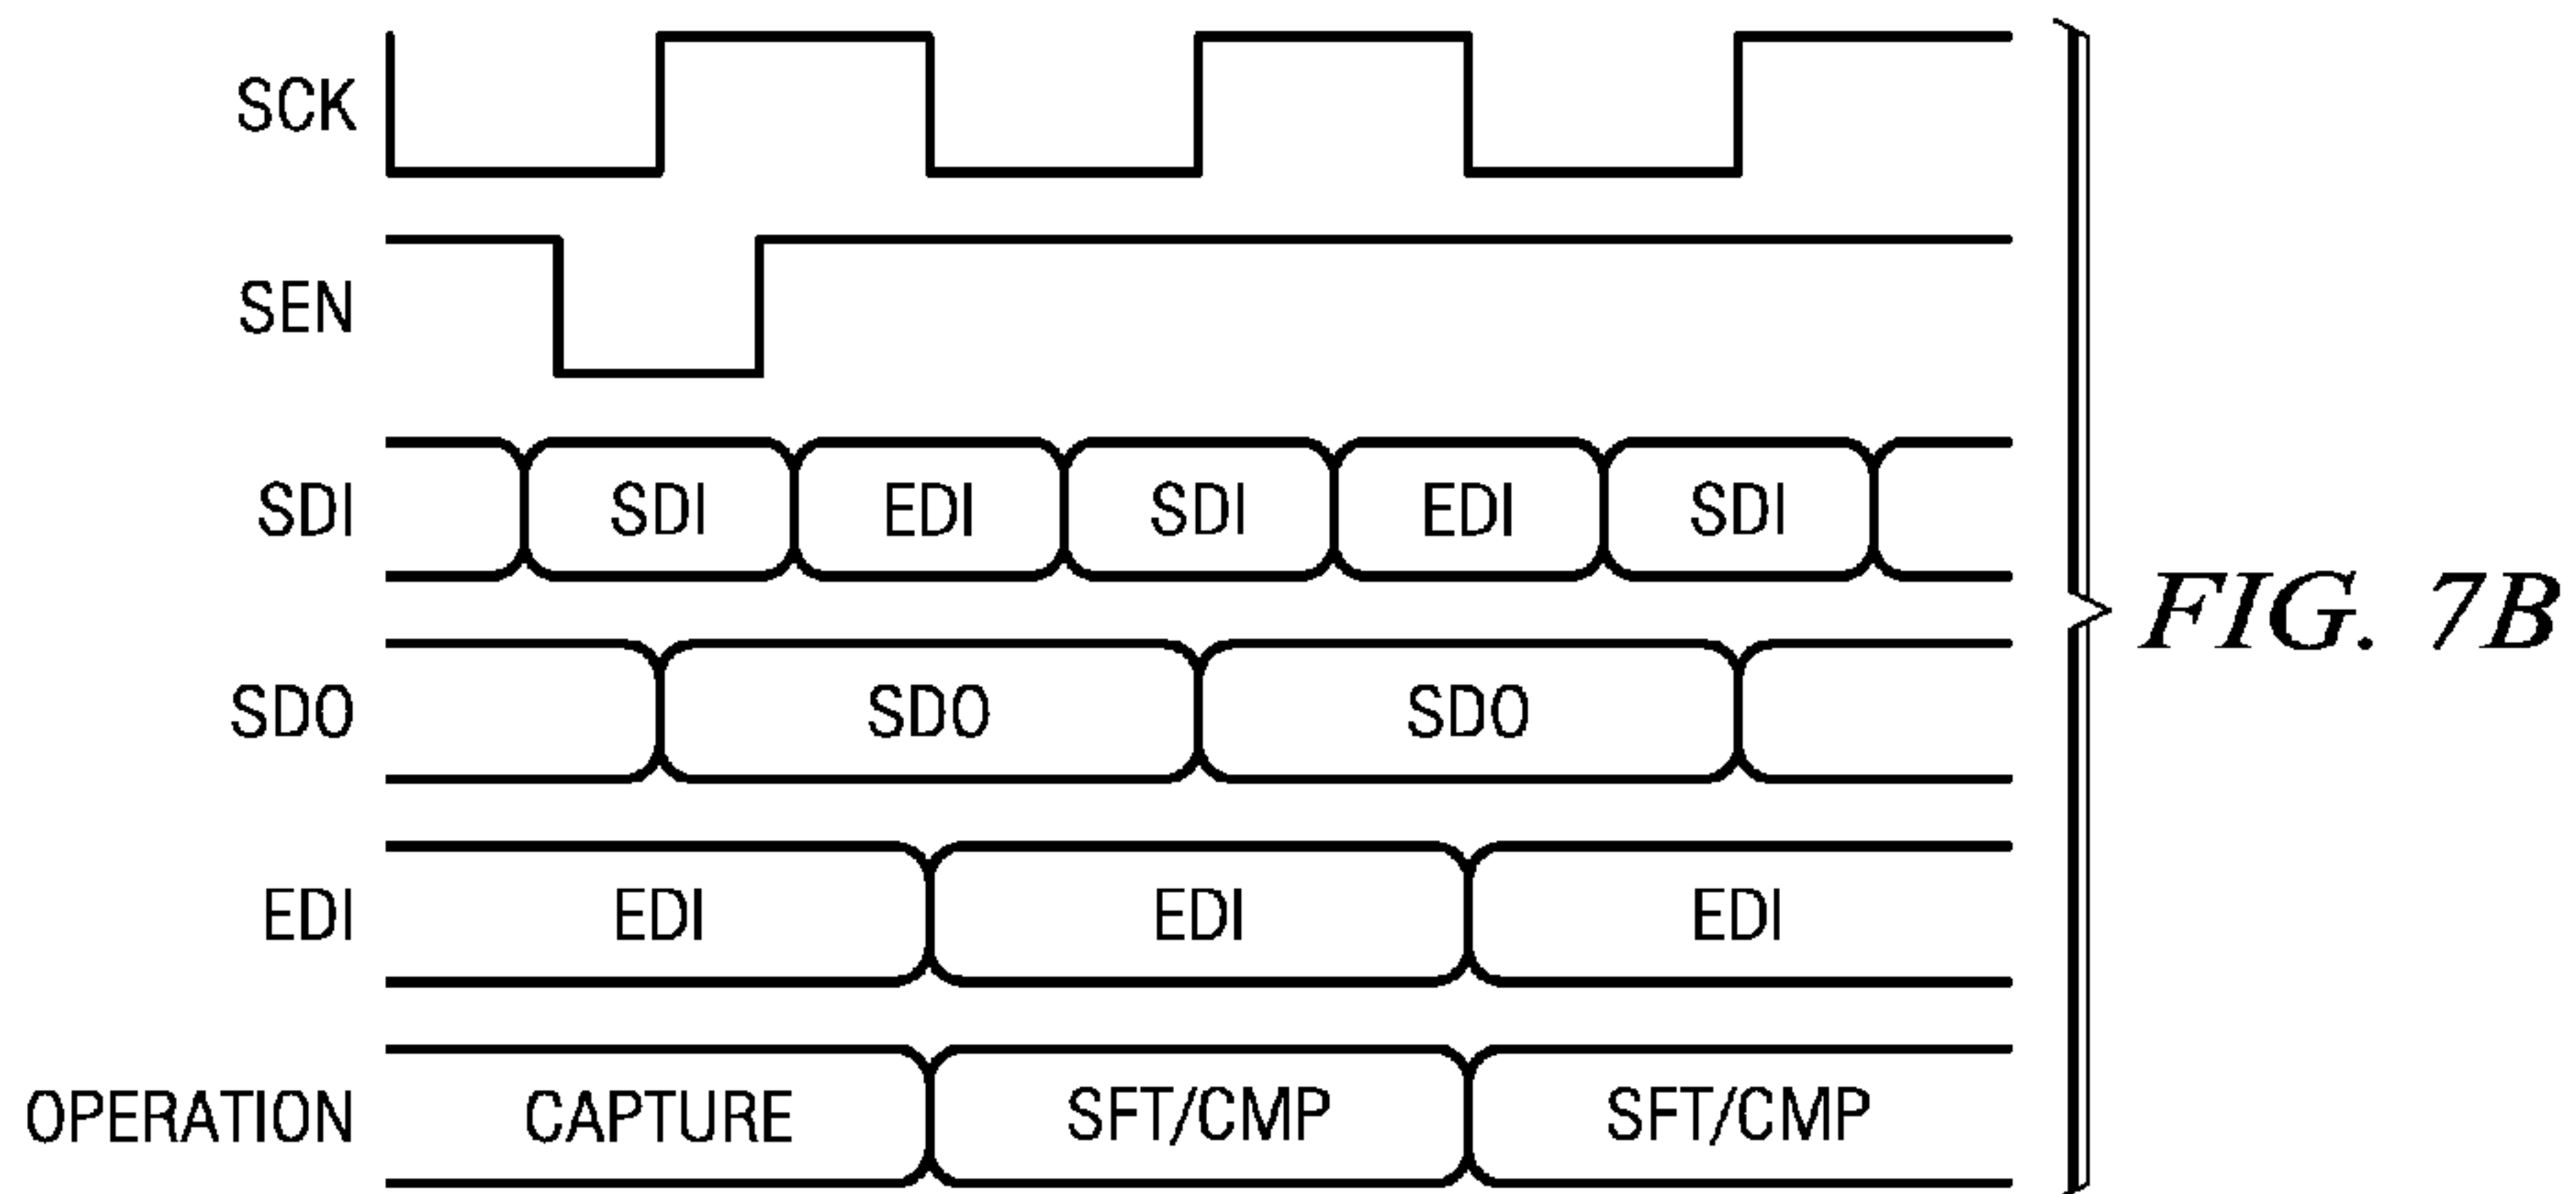 SCK
SEN
SDI SDI EDI SDI EDI SDI
SDO SDO SDO
EDI EDI EDI EDI
OPERATION CAPTURE SFT/CMP SFT/CMP
FIG. 7B